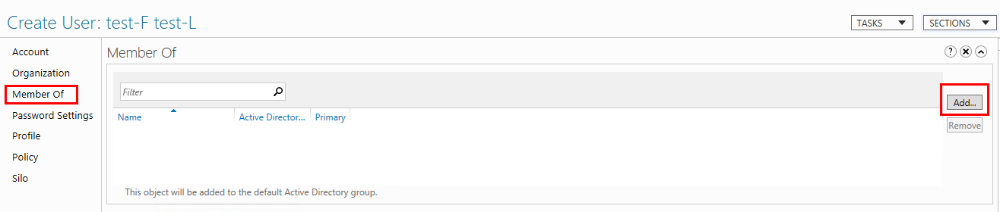 Create User: test-F test-L
TASKS
SECTIONS
Account
Organization
Member Of
Password Settings
Profile
Policy
Silo
Member Of
?
Filter
Add...
Name
Active Director...
Primary
Remove
This object will be added to the default Active Directory group.